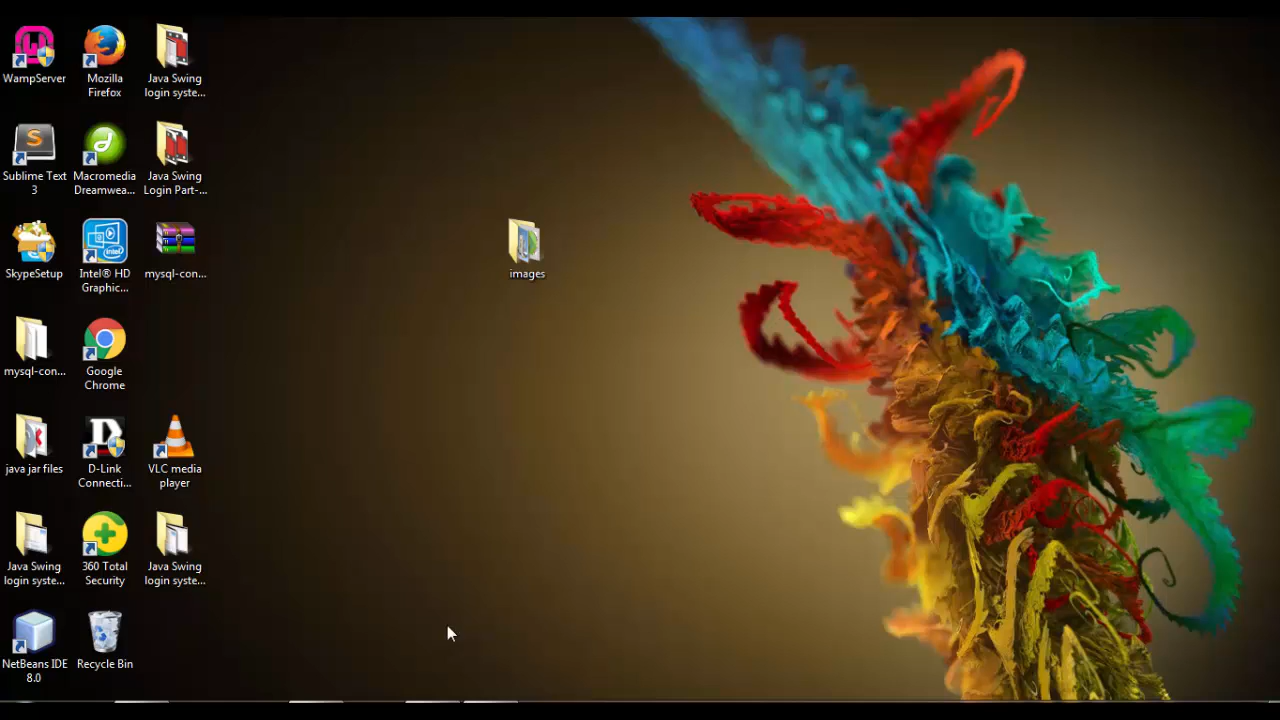 WampServer
Mozilla
Firefox
Java Swing
login syste...
Sublime Text
3
Macromedia
Dreamwea...
Java Swing
Login Part-...
SkypeSetup
Intel® HD
Graphic...
mysql-con...
images
mysql-con...
Google
Chrome
java jar files
D-Link
Connecti...
VLC media
player
Java Swing
login syste...
360 Total
Security
Java Swing
login syste...
NetBeans IDE
8.0
Recycle Bin